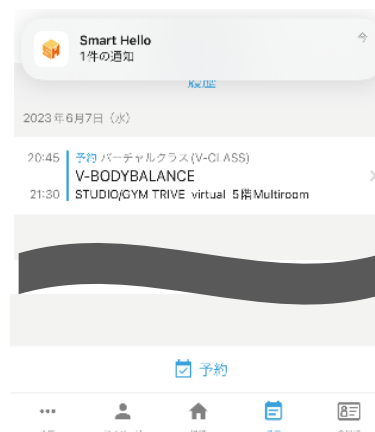 Smart Hello
今
1件の通知
履歴
2023年6月7日（水）
20:45 予約 バーチャルクラス(V-CLASS)
V-BODYBALANCE
21:30 STUDIO/GYM TRIVE virtual 5階Multiroom
予約